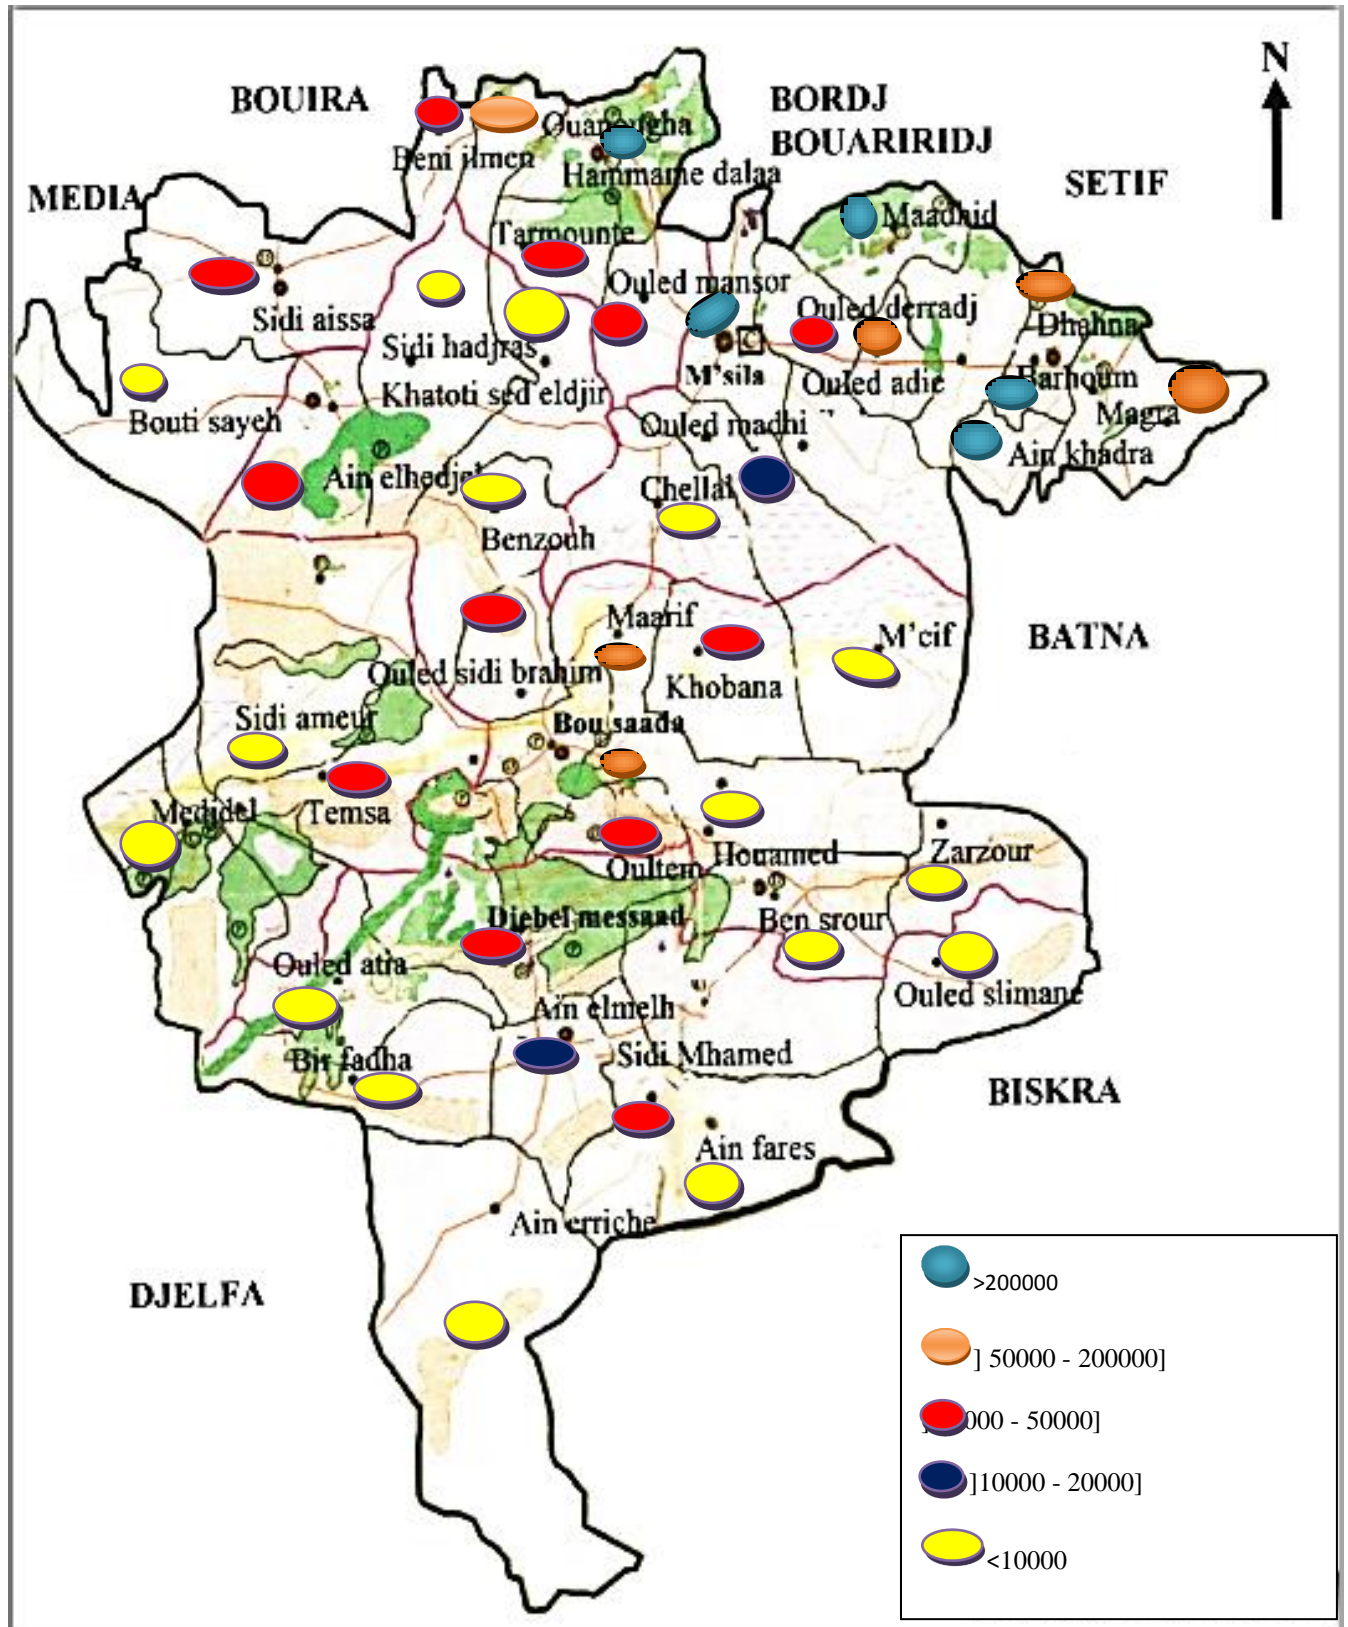 N
BOUIRA
BORDJ
BOUARIRIDJ
SETIF
MEDIA
Ouanougha
Beni ilmen
Hammame dalaa
Maadhid
Tarmounte
Ouled mansor
Ouled derradj
Dhahna
Sidi aissa
Sidi hadjras
M'sila
Ouled adie
Barhoum
Khatoti sed eldjir
Bouti sayeh
Magra
Ouled madhi
Ain khadra
Ain elhedjel
Chellal
Benzouh
Maarif
M'cif
BATNA
Ouled sidi brahim
Khobana
Sidi ameur
Bou saada
Medjdel
Temsa
Houamed
Zarzour
Oultem
Djebel messaad
Ben srour
Ouled atia
Ouled slimane
Ain elmelh
Bir fadha
Sidi Mhamed
BISKRA
Ain fares
Ain erriche
DJELFA
>200000
] 50000 - 200000]
000 - 50000]
]10000 - 20000]
<10000